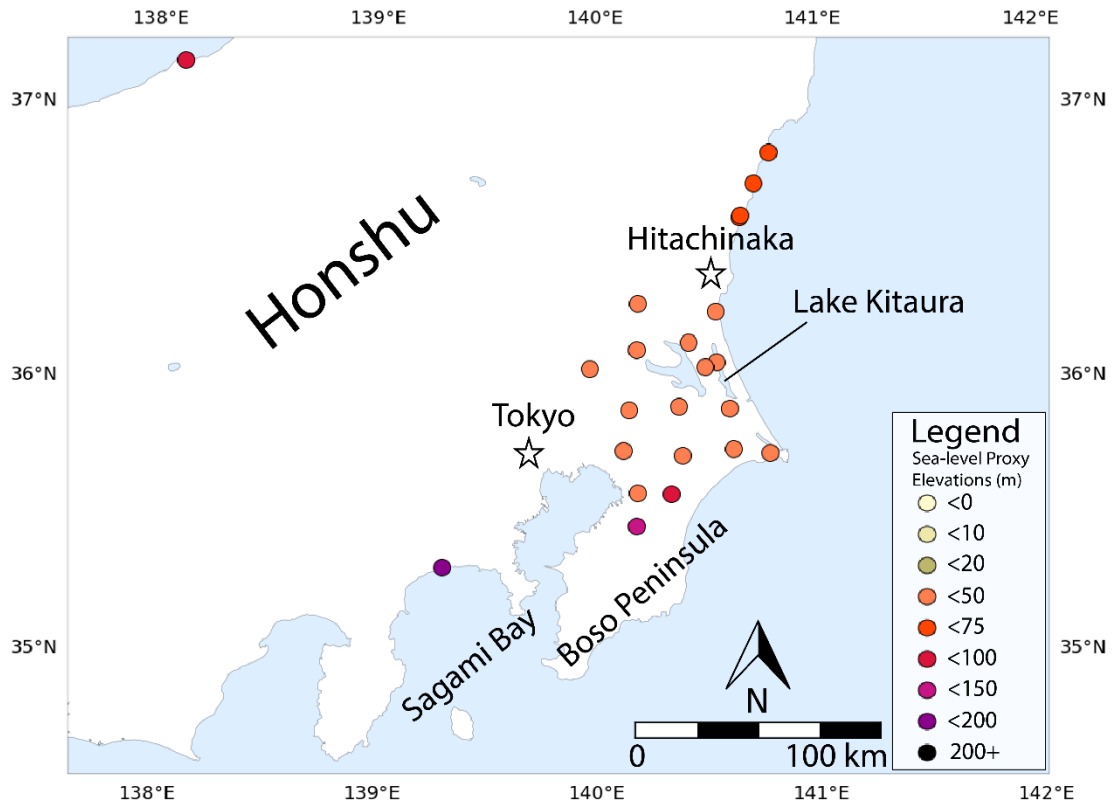 138°E 139°E 140°E 141°E 142°E
37°N 37°N
Honshu
Hitachinaka
Lake Kitaura
36°N 36°N
Tokyo
Legend
Sea-level Proxy
Elevations (m)
<0
<10
<20
<50
<75
<100
<150
<200
200+
Boso Peninsula
Sagami Bay
35°N 35°N
N
0 100 km
138°E 139°E 140°E 141°E 142°E